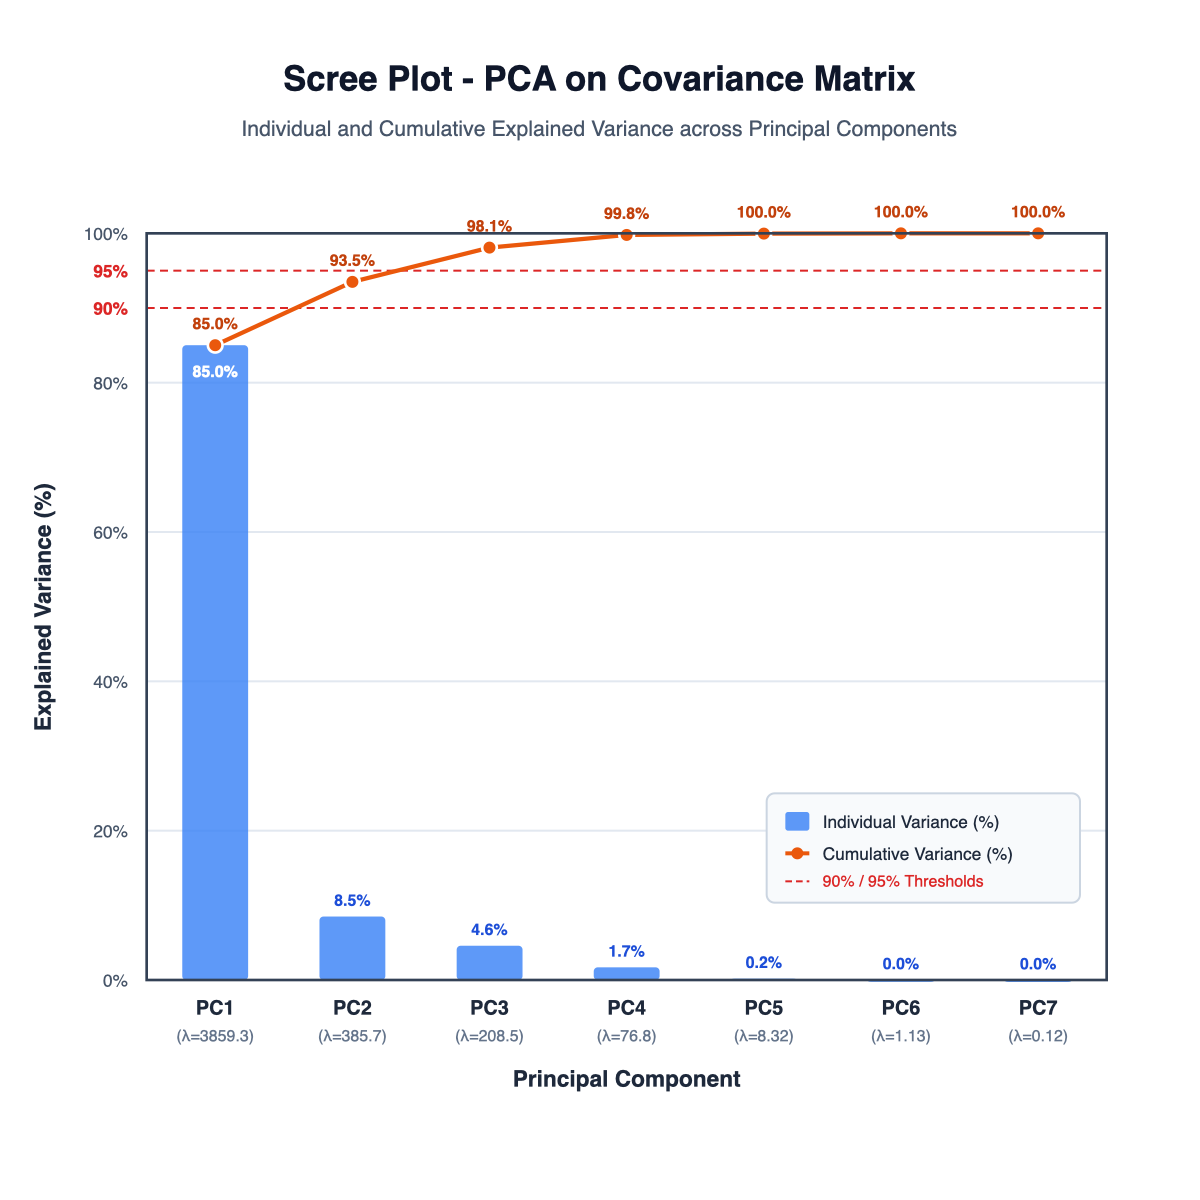 Scree Plot - PCA on Covariance Matrix
Individual and Cumulative Explained Variance across Principal Components
85.0% 93.5% 98.1% 99.8% 100.0% 100.0% 100.0%
100%
95%
90%
80%
60%
40%
20%
0%
Explained Variance (%)
85.0% 8.5% 4.6% 1.7% 0.2% 0.0% 0.0%
Individual Variance (%)
Cumulative Variance (%)
90% / 95% Thresholds
PC1 PC2 PC3 PC4 PC5 PC6 PC7
(λ=3859.3) (λ=385.7) (λ=208.5) (λ=76.8) (λ=8.32) (λ=1.13) (λ=0.12)
Principal Component